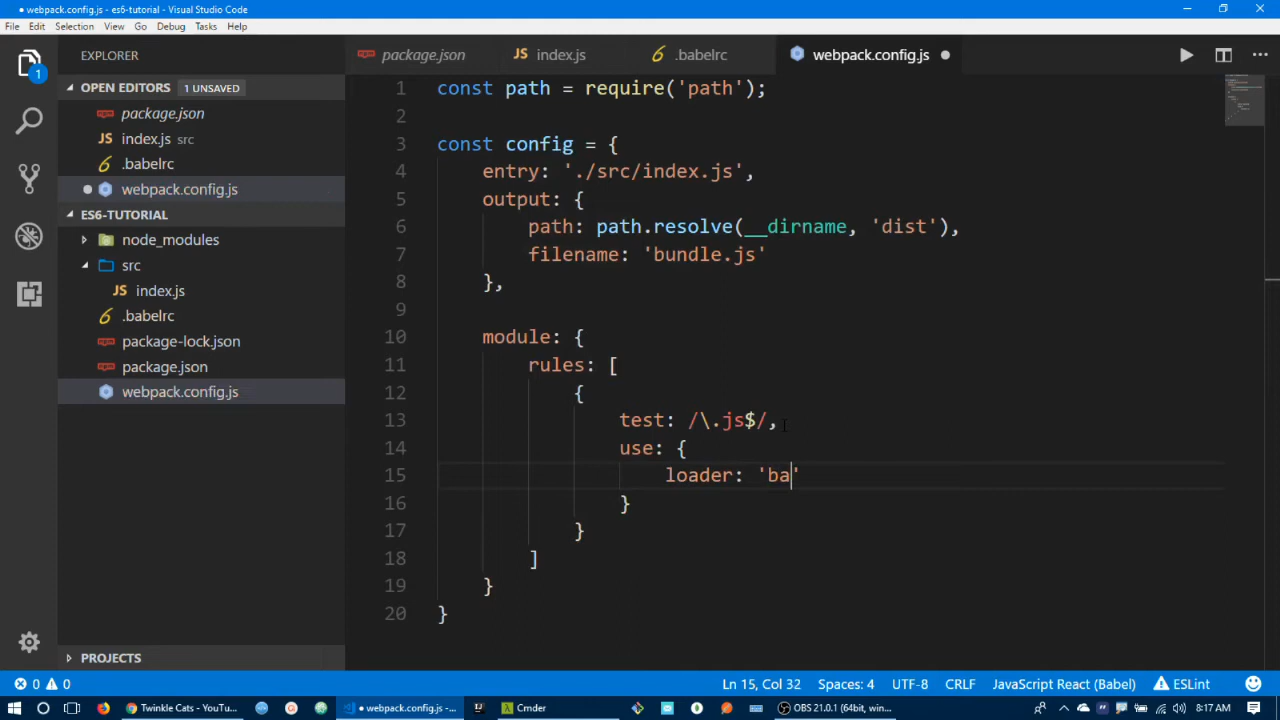 webpack.config.js - es6-tutorial - Visual Studio Code
File Edit Selection View Go Debug Tasks Help
EXPLORER
package.json
JS index.js
.babelrc
webpack.config.js
1
OPEN EDITORS 1 UNSAVED
package.json
JS index.js src
.babelrc
webpack.config.js
ES6-TUTORIAL
node_modules
src
JS index.js
.babelrc
package-lock.json
package.json
webpack.config.js
PROJECTS
1 const path = require('path');
2
3 const config = {
4 entry: './src/index.js',
5 output: {
6 path: path.resolve(__dirname, 'dist'),
7 filename: 'bundle.js'
8 },
9
10 module: {
11 rules: [
12 {
13 test: /\.js$/,
14 use: {
15 loader: 'ba'
16 }
17 }
18 ]
19 }
20 }
0 0
Ln 15, Col 32 Spaces: 4 UTF-8 CRLF JavaScript React (Babel) ESLint
Twinkle Cats - YouTu...
webpack.config.js -...
Cmder
OBS 21.0.1 (64bit, win...
8:17 AM